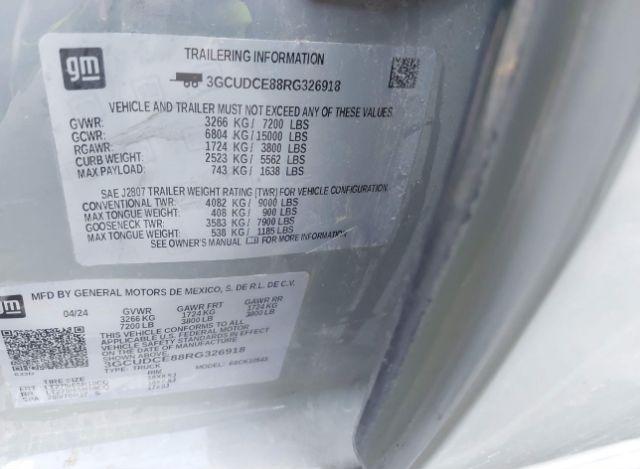 gm
TRAILERING INFORMATION
3GCUDCE88RG326918
VEHICLE AND TRAILER MUST NOT EXCEED ANY OF THESE VALUES.
GVWR: 3266 KG/ 7200 LBS
GCWR: 6804 KG/ 15000 LBS
RGAWR: 1724 KG/ 3800 LBS
CURB WEIGHT: 2523 KG/ 5562 LBS
MAX PAYLOAD: 743 KG/ 1638 LBS
SAE J2807 TRAILER WEIGHT RATING (TWR) FOR VEHICLE CONFIGURATION.
CONVENTIONAL TWR: 4082 KG/ 9000 LBS
MAX TONGUE WEIGHT: 408 KG/ 900 LBS
GOOSENECK TWR: 3583 KG/ 7900 LBS
MAX TONGUE WEIGHT: 538 KG/ 1185 LBS
SEE OWNER'S MANUAL FOR MORE INFORMATION
gm
MFD BY GENERAL MOTORS DE MEXICO, S. DE R.L. DE C.V.
04/24 GVWR GAWR FRT GAWR RR
3266 KG 1724 KG 1724 KG
7200 LB 3800 LB 3800 LB
THIS VEHICLE CONFORMS TO ALL
APPLICABLE U.S. FEDERAL MOTOR
VEHICLE SAFETY STANDARDS IN EFFECT
ON THE DATE OF MANUFACTURE
SHOWN ABOVE.
3GCUDCE88RG326918
TYPE: TRUCK MODEL:
TIRE SIZE RIM